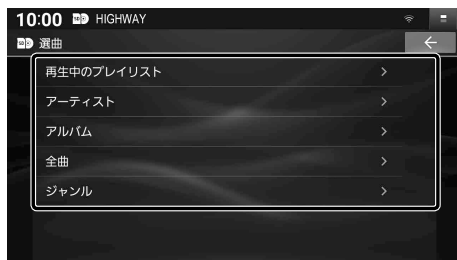 10:00 HIGHWAY
選曲
再生中のプレイリスト
アーティスト
アルバム
全曲
ジャンル